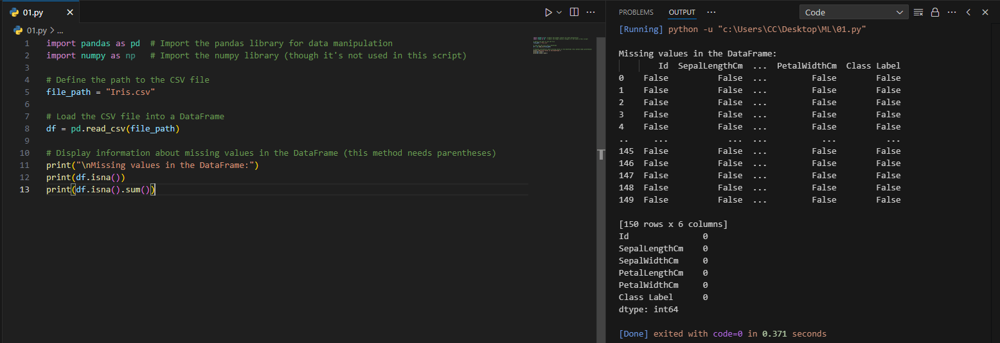 01.py
01.py > ...
1 import pandas as pd  # Import the pandas library for data manipulation
2 import numpy as np   # Import the numpy library (though it's not used in this script)
3
4 # Define the path to the CSV file
5 file_path = "Iris.csv"
6
7 # Load the CSV file into a DataFrame
8 df = pd.read_csv(file_path)
9
10 # Display information about missing values in the DataFrame (this method needs parentheses)
11 print("\nMissing values in the DataFrame:")
12 print(df.isna())
13 print(df.isna().sum())
PROBLEMS OUTPUT ... Code
[Running] python -u "c:\Users\CC\Desktop\ML\01.py"
Missing values in the DataFrame:
        Id  SepalLengthCm  ...  PetalWidthCm  Class Label
0    False          False  ...         False        False
1    False          False  ...         False        False
2    False          False  ...         False        False
3    False          False  ...         False        False
4    False          False  ...         False        False
..     ...            ...  ...           ...          ...
145  False          False  ...         False        False
146  False          False  ...         False        False
147  False          False  ...         False        False
148  False          False  ...         False        False
149  False          False  ...         False        False
[150 rows x 6 columns]
Id               0
SepalLengthCm    0
SepalWidthCm     0
PetalLengthCm    0
PetalWidthCm     0
Class Label      0
dtype: int64
[Done] exited with code=0 in 0.371 seconds